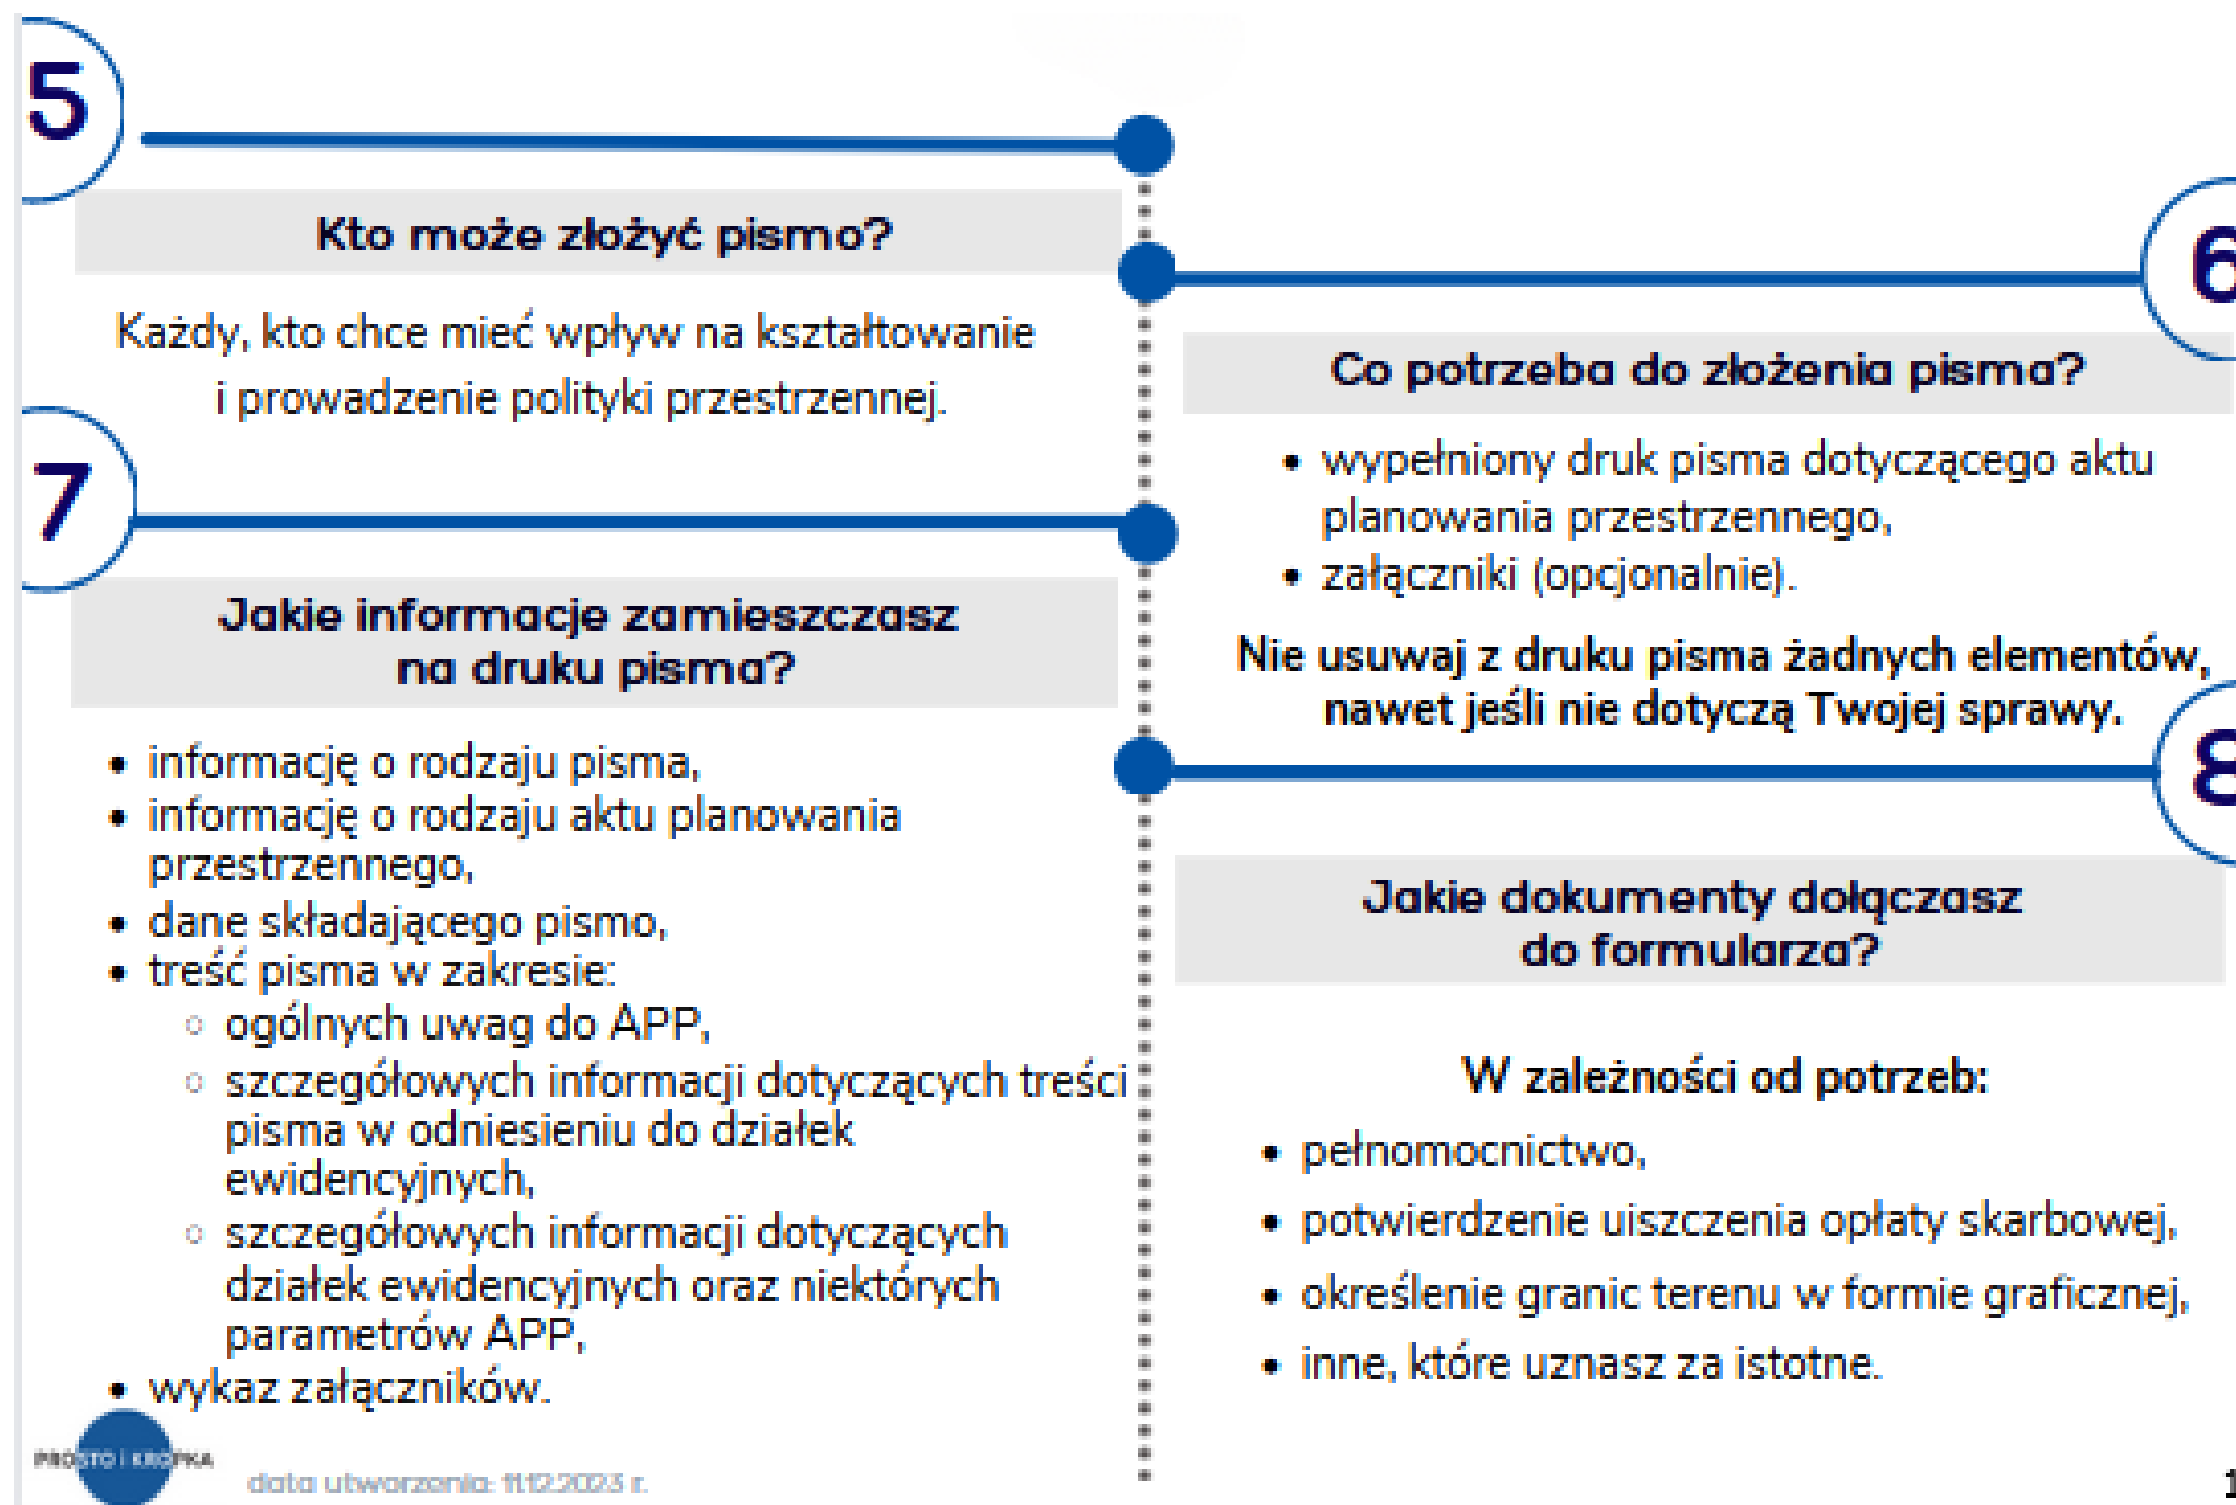 5
Kto może złożyć pismo?
Każdy, kto chce mieć wpływ na kształtowanie
i prowadzenie polityki przestrzennej.
6
Co potrzeba do złożenia pisma?
• wypełniony druk pisma dotyczącego aktu
planowania przestrzennego,
• załączniki (opcjonalnie).
Nie usuwaj z druku pisma żadnych elementów,
nawet jeśli nie dotyczą Twojej sprawy.
7
Jakie informacje zamieszczasz
na druku pisma?
• informację o rodzaju pisma,
• informację o rodzaju aktu planowania
przestrzennego,
• dane składającego pismo,
• treść pisma w zakresie:
○ ogólnych uwag do APP,
○ szczegółowych informacji dotyczących treści
pisma w odniesieniu do działek
ewidencyjnych,
○ szczegółowych informacji dotyczących
działek ewidencyjnych oraz niektórych
parametrów APP,
• wykaz załączników.
8
Jakie dokumenty dołączasz
do formularza?
W zależności od potrzeb:
• pełnomocnictwo,
• potwierdzenie uiszczenia opłaty skarbowej,
• określenie granic terenu w formie graficznej,
• inne, które uznasz za istotne.
PROSTO i KROPKA
data utworzenia: 11.12.2023 r.
1